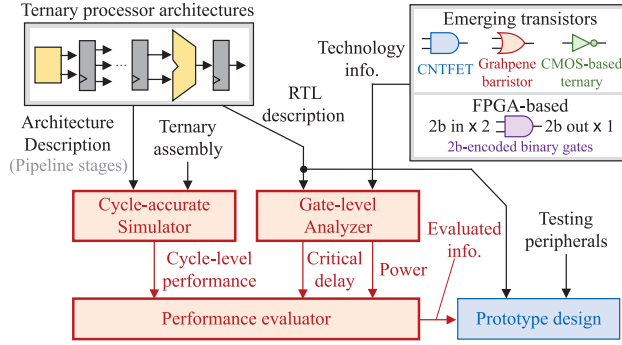 Ternary processor architectures
Emerging transistors
CNTFET
Grahpene
barristor
CMOS-based
ternary
FPGA-based
2b in x 2
2b out x 1
2b-encoded binary gates
Technology
info.
RTL
description
Architecture
Description
(Pipeline stages)
Ternary
assembly
Cycle-accurate
Simulator
Gate-level
Analyzer
Testing
peripherals
Cycle-level
performance
Critical
delay
Power
Evaluated
info.
Performance evaluator
Prototype design